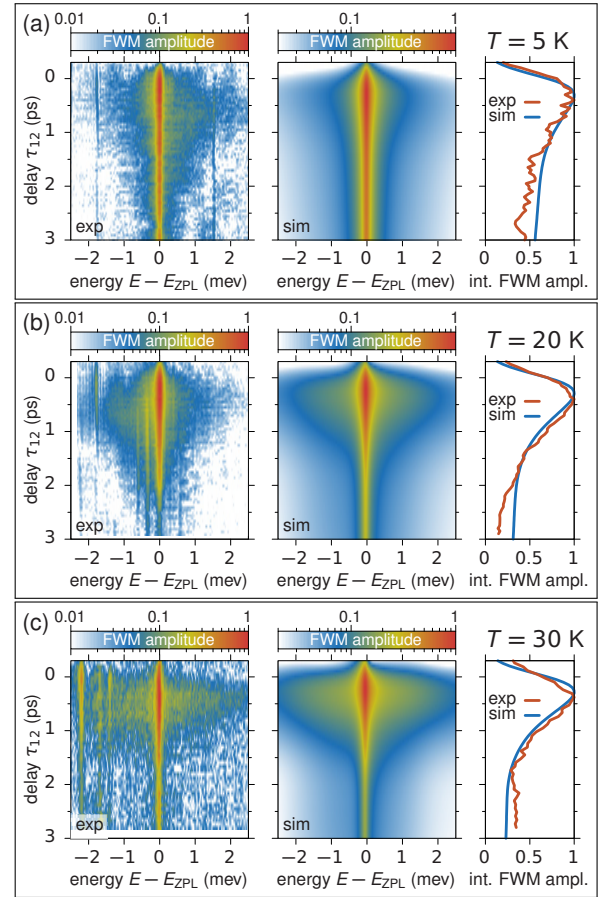 (a)
0.01 0.1 1
FWM amplitude
0.1 1
FWM amplitude
T = 5 K
delay τ12 (ps)
0
1
2
3
exp
sim
exp
sim
−2 −1 0 1 2
energy E − EZPL (mev)
−2 −1 0 1 2
energy E − EZPL (mev)
0.5 1
int. FWM ampl.
(b)
0.01 0.1 1
FWM amplitude
0.1 1
FWM amplitude
T = 20 K
delay τ12 (ps)
0
1
2
3
exp
sim
exp
sim
−2 −1 0 1 2
energy E − EZPL (mev)
−2 −1 0 1 2
energy E − EZPL (mev)
0.5 1
int. FWM ampl.
(c)
0.01 0.1 1
FWM amplitude
0.1 1
FWM amplitude
T = 30 K
delay τ12 (ps)
0
1
2
3
exp
sim
exp
sim
−2 −1 0 1 2
energy E − EZPL (mev)
−2 −1 0 1 2
energy E − EZPL (mev)
0.5 1
int. FWM ampl.